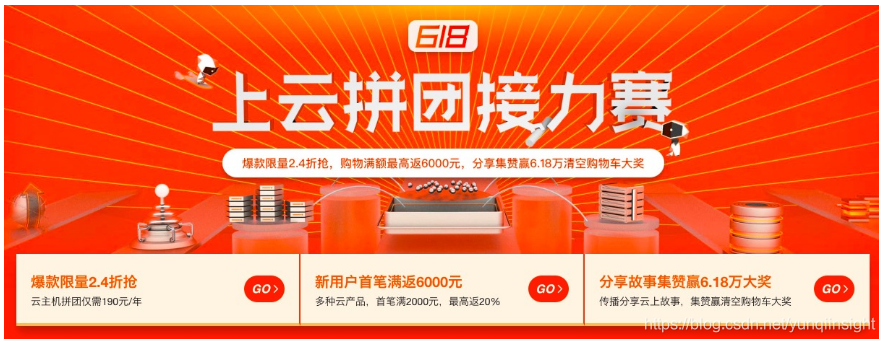 618
上云拼团接力赛
爆款限量2.4折抢，购物满额最高返6000元，分享集赞赢6.18万清空购物车大奖
爆款限量2.4折抢
云主机拼团仅需190元/年
GO
新用户首笔满返6000元
多种云产品，首笔满2000元，最高返20%
GO
分享故事集赞赢6.18万大奖
传播分享云上故事，集赞赢清空购物车大奖
GO
https://blog.csdn.net/yunqiinsight